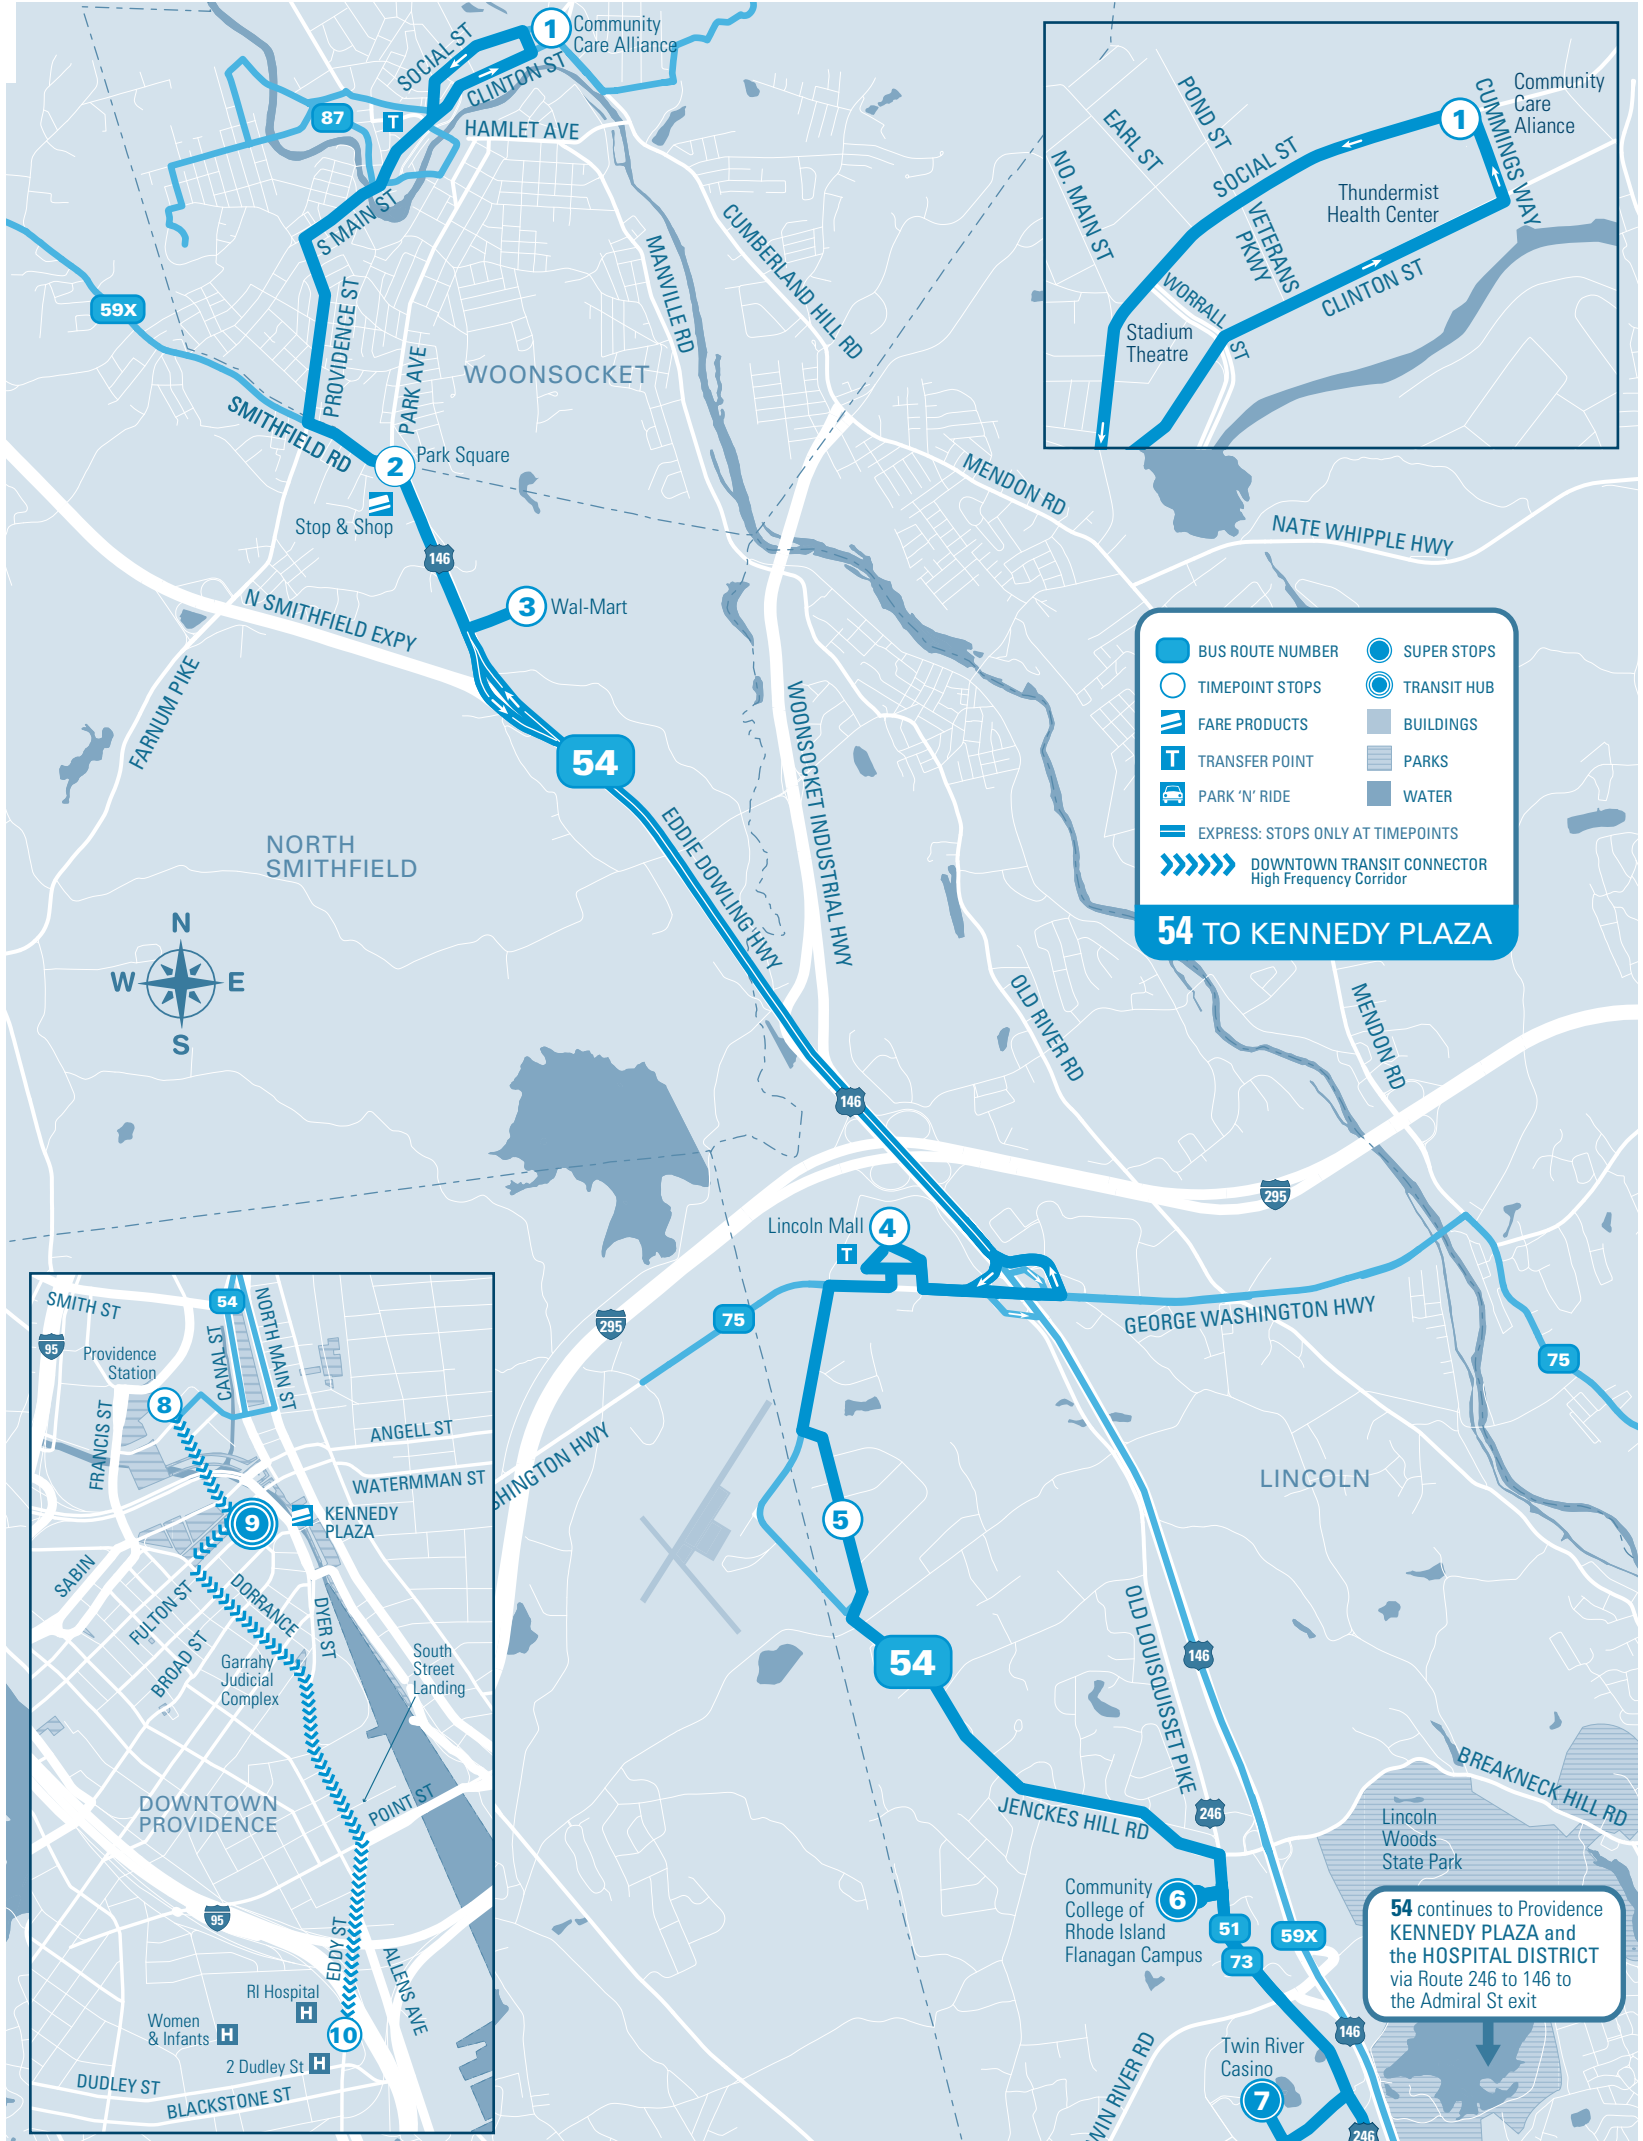 1
Community
Care Alliance
SOCIAL ST
CLINTON ST
87
T
HAMLET AVE
S MAIN ST
59X
PROVIDENCE ST
PARK AVE
MANVILLE RD
CUMBERLAND HILL RD
WOONSOCKET
SMITHFIELD RD
2
Park Square
Stop & Shop
146
3
Wal-Mart
N SMITHFIELD EXPY
FARNUM PIKE
54
MENDON RD
NATE WHIPPLE HWY
WOONSOCKET INDUSTRIAL HWY
EDDIE DOWLING HWY
NORTH
SMITHFIELD
N
W
E
S
OLD RIVER RD
MENDON RD
146
295
Lincoln Mall
4
T
75
295
GEORGE WASHINGTON HWY
75
SHINGTON HWY
5
LINCOLN
54
OLD LOUISQUISSET PIKE
146
JENCKES HILL RD
246
BREAKNECK HILL RD
Lincoln
Woods
State Park
Community
College of
Rhode Island
Flanagan Campus
6
51
73
59X
54 continues to Providence
KENNEDY PLAZA and
the HOSPITAL DISTRICT
via Route 246 to 146 to
the Admiral St exit
146
Twin River
Casino
7
WIN RIVER RD
246
POND ST
EARL ST
NO. MAIN ST
SOCIAL ST
1
CUMMINGS WAY
Community
Care
Aliance
Thundermist
Health Center
VETERANS
PKWY
WORRALL ST
CLINTON ST
Stadium
Theatre
BUS ROUTE NUMBER
SUPER STOPS
TIMEPOINT STOPS
TRANSIT HUB
FARE PRODUCTS
BUILDINGS
T
TRANSFER POINT
PARKS
PARK ‘N’ RIDE
WATER
EXPRESS: STOPS ONLY AT TIMEPOINTS
DOWNTOWN TRANSIT CONNECTOR
High Frequency Corridor
54 TO KENNEDY PLAZA
SMITH ST
54
NORTH MAIN ST
CANAL ST
95
Providence
Station
8
FRANCIS ST
ANGELL ST
WATERMMAN ST
9
KENNEDY
PLAZA
SABIN
FULTON ST
DORRANCE
DYER ST
BROAD ST
Garrahy
Judicial
Complex
South
Street
Landing
DOWNTOWN
PROVIDENCE
POINT ST
95
EDDY ST
ALLENS AVE
RI Hospital
H
Women
& Infants
H
10
2 Dudley St
H
DUDLEY ST
BLACKSTONE ST